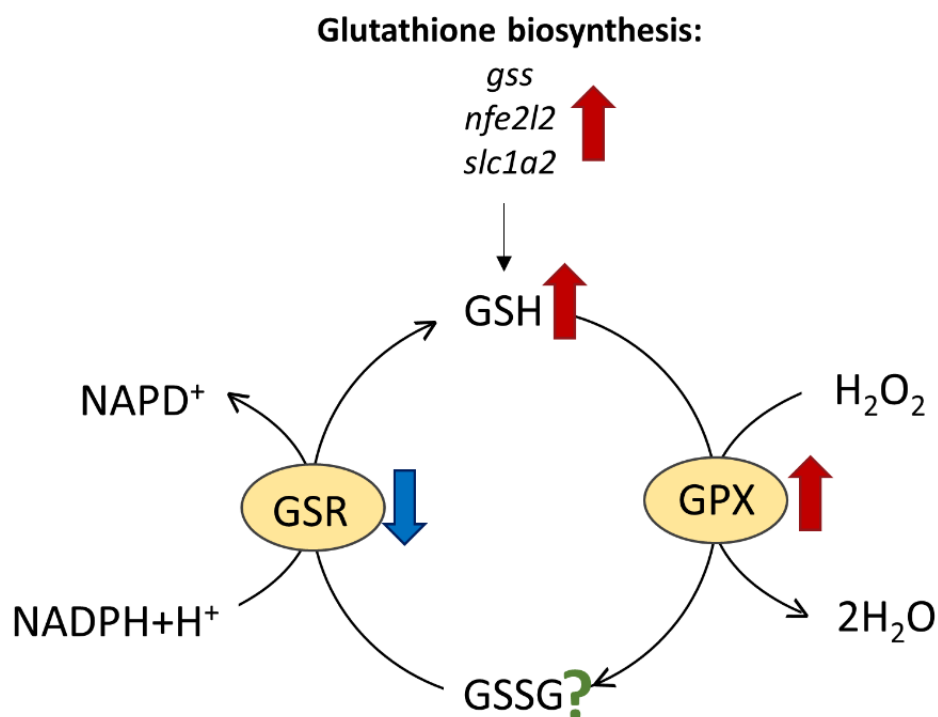 Glutathione biosynthesis:
gss
nfe2l2
slc1a2
GSH
NAPD⁺
H₂O₂
GSR
GPX
NADPH+H⁺
2H₂O
GSSG?